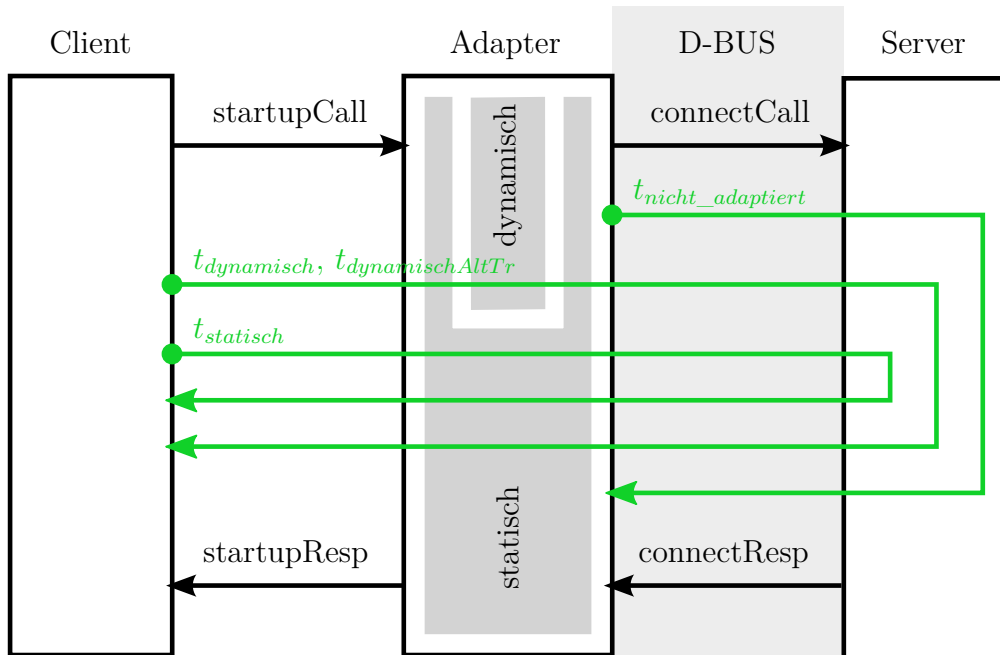 Client
Adapter
D-BUS
Server
startupCall
connectCall
dynamisch
t_nicht_adaptiert
t_dynamisch, t_dynamischAltTr
t_statisch
statisch
startupResp
connectResp